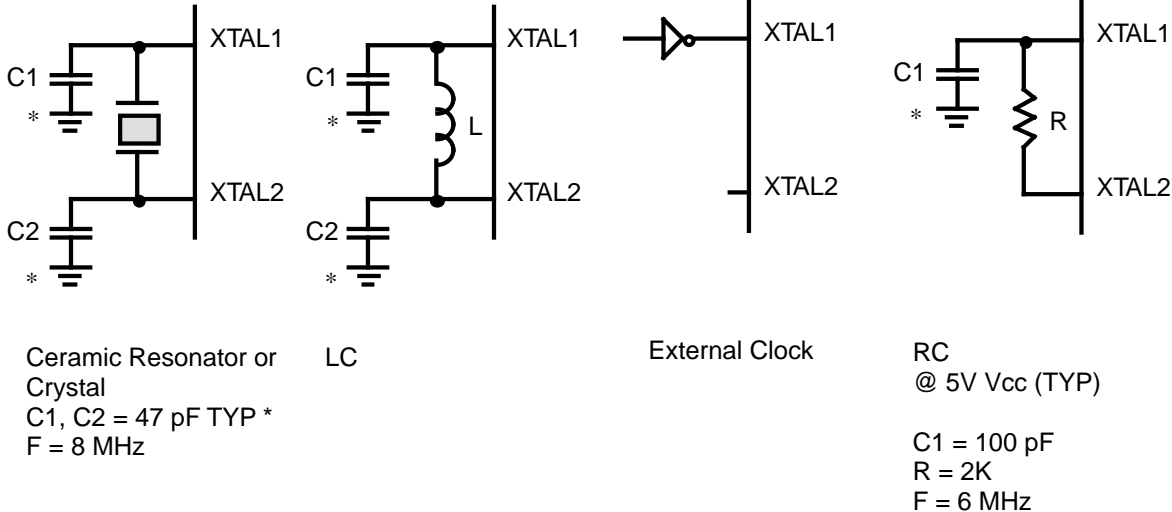 XTAL1
C1
*
XTAL2
C2
*
Ceramic Resonator or
Crystal
C1, C2 = 47 pF TYP *
F = 8 MHz
XTAL1
C1
*
L
XTAL2
C2
*
LC
XTAL1
XTAL2
External Clock
XTAL1
C1
*
R
XTAL2
RC
@ 5V Vcc (TYP)
C1 = 100 pF
R = 2K
F = 6 MHz